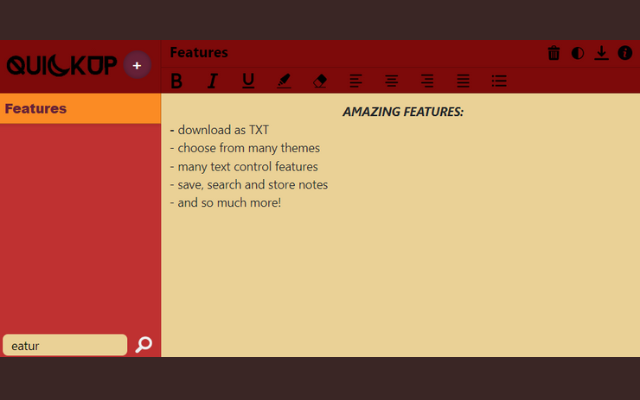 QUICKUP
+
Features
B I U
Features
AMAZING FEATURES:
- download as TXT
- choose from many themes
- many text control features
- save, search and store notes
- and so much more!
eatur